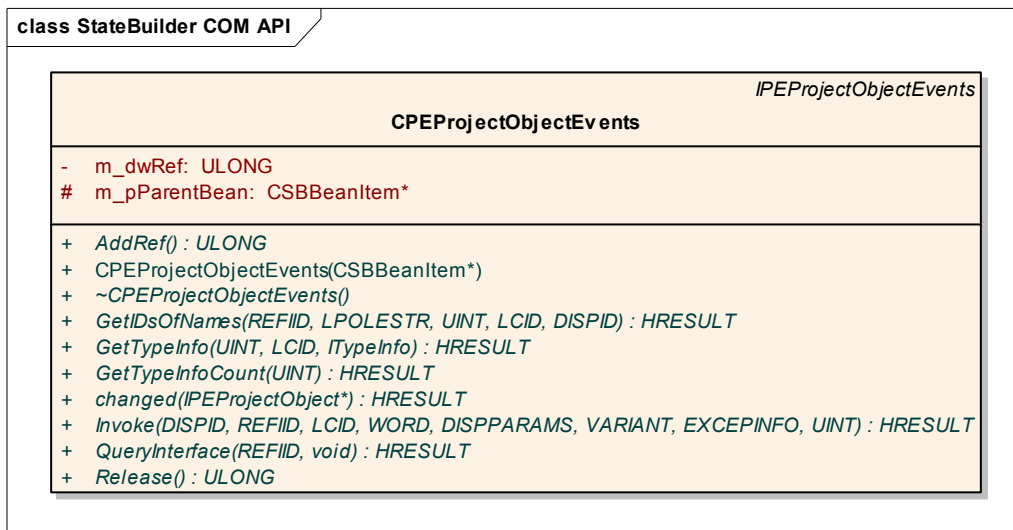 class StateBuilder COM API
IPEProjectObjectEvents
CPEProjectObjectEvents
- m_dwRef: ULONG
# m_pParentBean: CSBBeanItem*
+ AddRef() : ULONG
+ CPEProjectObjectEvents(CSBBeanItem*)
+ ~CPEProjectObjectEvents()
+ GetIDsOfNames(REFIID, LPOLESTR, UINT, LCID, DISPID) : HRESULT
+ GetTypeInfo(UINT, LCID, ITypeInfo) : HRESULT
+ GetTypeInfoCount(UINT) : HRESULT
+ changed(IPEProjectObject*) : HRESULT
+ Invoke(DISPID, REFIID, LCID, WORD, DISPPARAMS, VARIANT, EXCEPINFO, UINT) : HRESULT
+ QueryInterface(REFIID, void) : HRESULT
+ Release() : ULONG